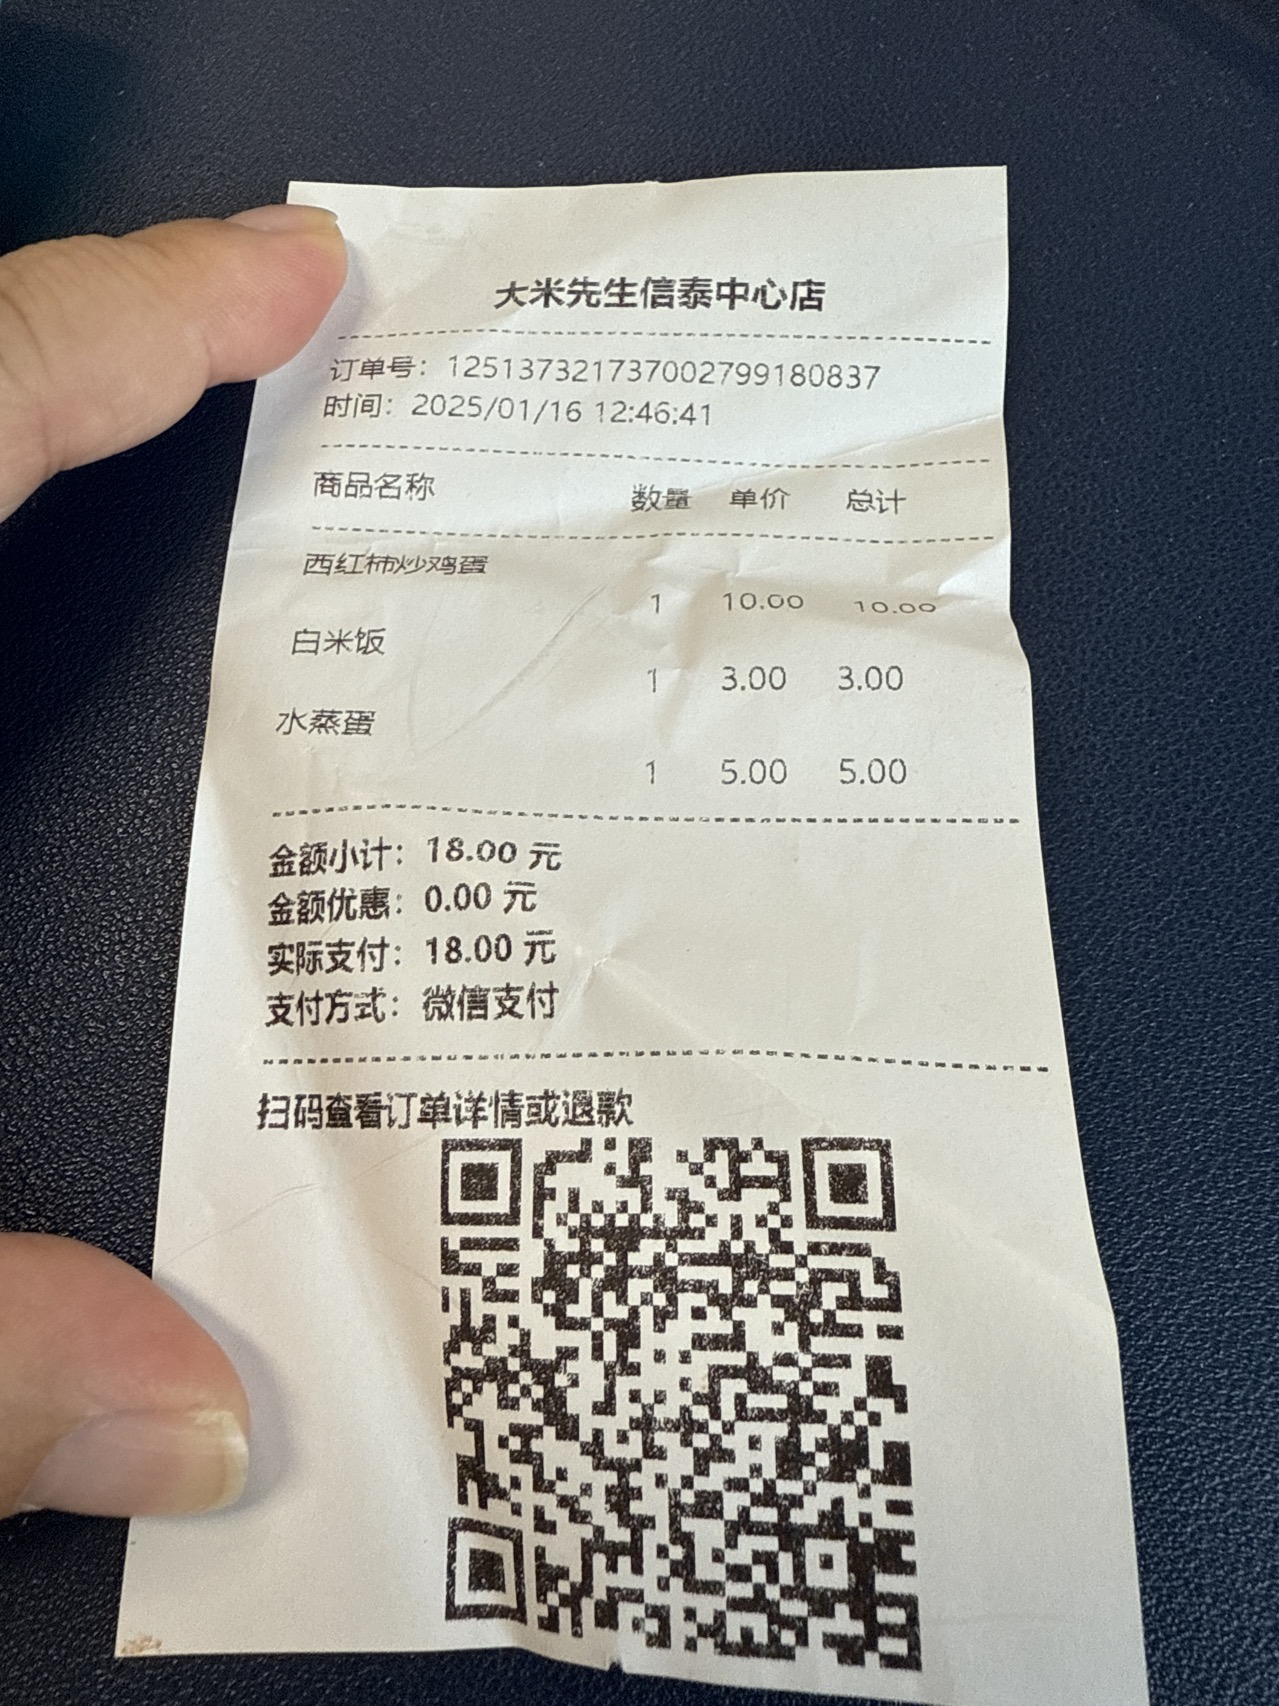 大米先生信泰中心店
订单号：1251373217370027991​80837
时间：2025/01/16 12:46:41
商品名称 数量 单价 总计
西红柿炒鸡蛋
1 10.00 10.00
白米饭
1 3.00 3.00
水蒸蛋
1 5.00 5.00
金额小计：18.00 元
金额优惠：0.00 元
实际支付：18.00 元
支付方式：微信支付
扫码查看订单详情或退款